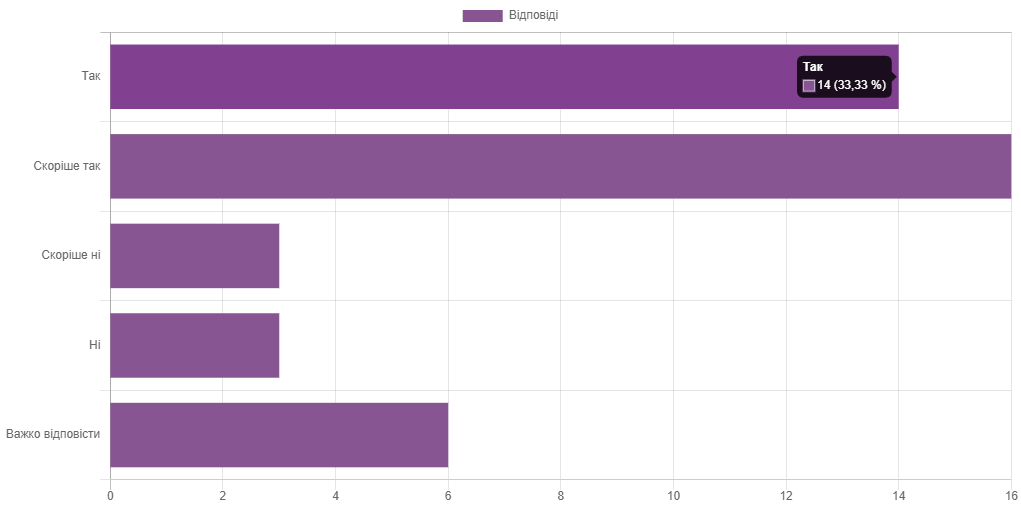 Відповіді
Так
Так
14 (33,33 %)
Скоріше так
Скоріше ні
Ні
Важко відповісти
0 2 4 6 8 10 12 14 16